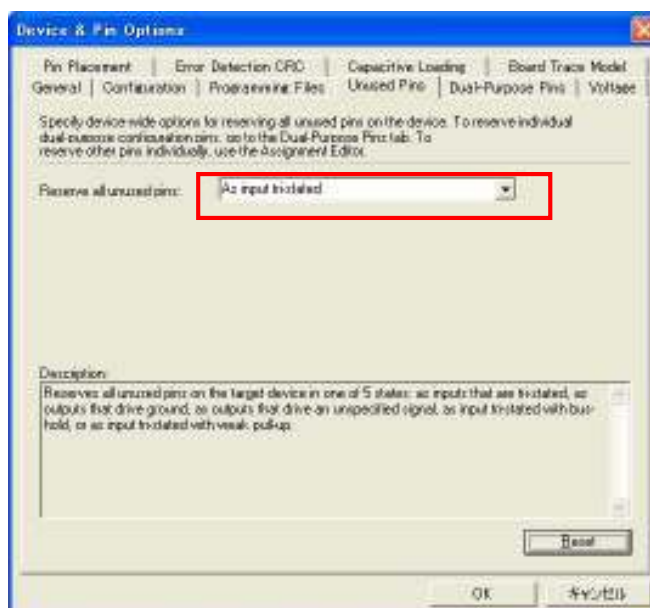 Device & Pin Options
Pin Placement | Error Detection CRC | Capacitive Loading | Board Trace Model
General | Configuration | Programming Files | Unused Pins | Dual-Purpose Pins | Voltage
Specify device-wide options for reserving all unused pins on the device. To reserve individual
dual-purpose configuration pins, go to the Dual-Purpose Pins tab. To
reserve other pins individually, use the Assignment Editor.
Reserve all unused pins: As input tri-stated
Description:
Reserves all unused pins on the target device in one of 5 states: as inputs that are tri-stated, as
outputs that drive ground, as outputs that drive an unspecified signal, as input tri-stated with bus-
hold, or as input tri-stated with weak pull-up.
Reset
OK キャンセル